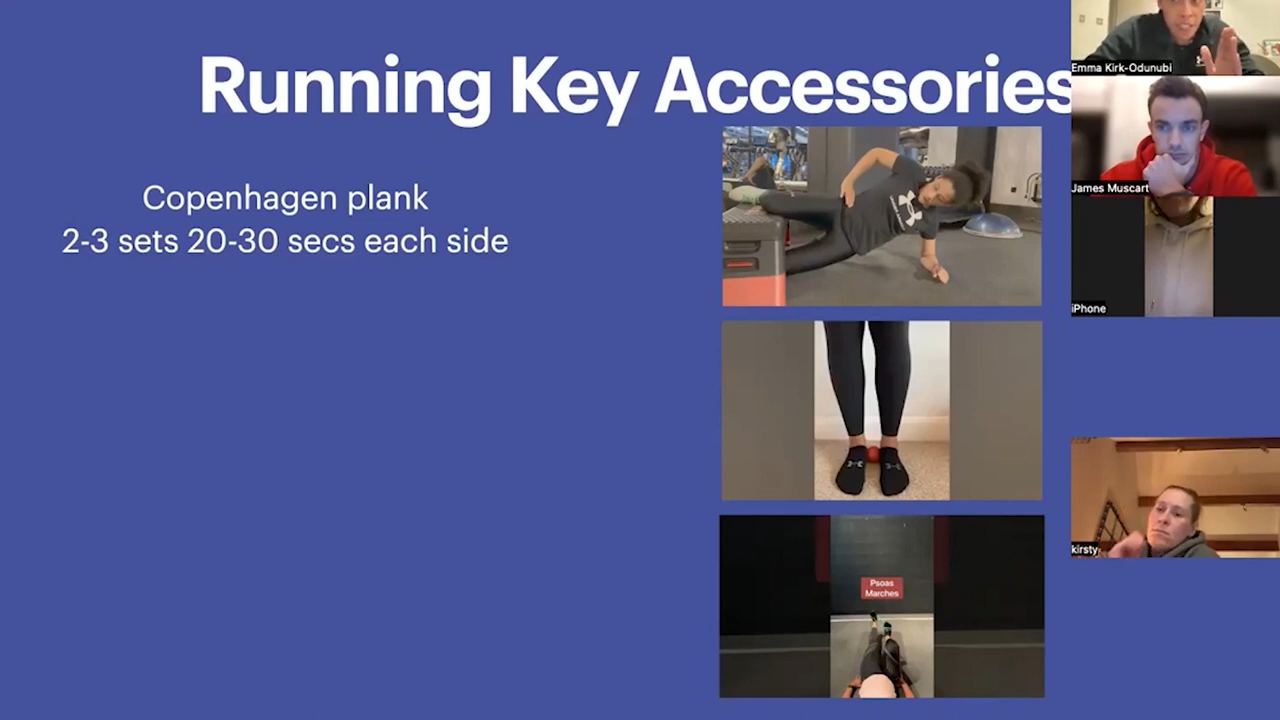 Running Key Accessories
Copenhagen plank
2-3 sets 20-30 secs each side
Psoas
Marches
Emma Kirk-Odunubi
James Muscart
iPhone
kirsty